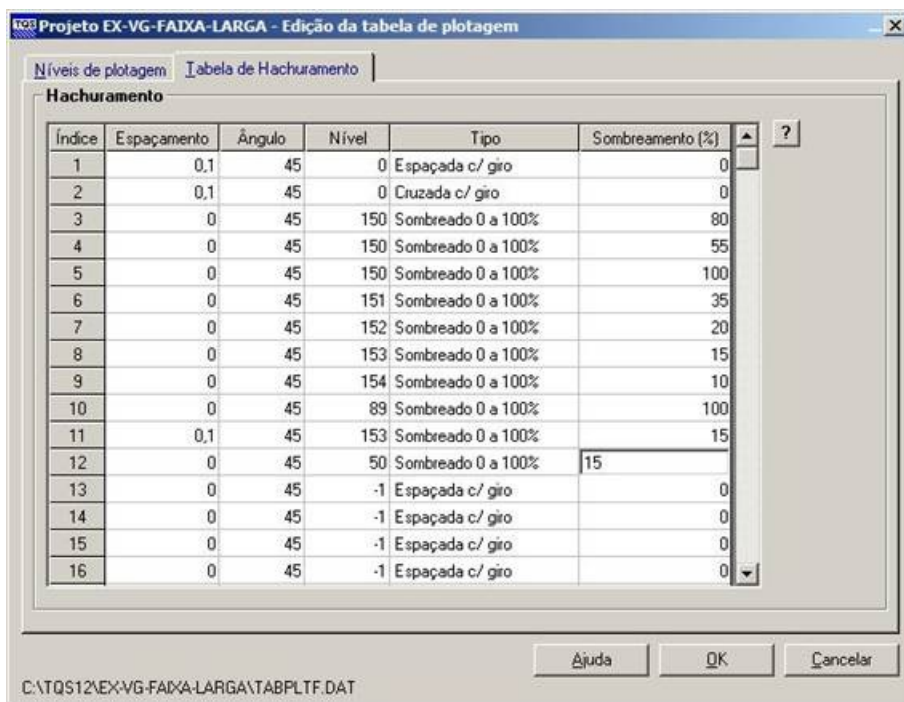 TQS Projeto EX-VG-FAIXA-LARGA - Edição da tabela de plotagem
Níveis de plotagem Tabela de Hachuramento
Hachuramento
Índice Espaçamento Ângulo Nível Tipo Sombreamento (%) ?
1 0,1 45 0 Espaçada c/ giro 0
2 0,1 45 0 Cruzada c/ giro 0
3 0 45 150 Sombreado 0 a 100% 80
4 0 45 150 Sombreado 0 a 100% 55
5 0 45 150 Sombreado 0 a 100% 100
6 0 45 151 Sombreado 0 a 100% 35
7 0 45 152 Sombreado 0 a 100% 20
8 0 45 153 Sombreado 0 a 100% 15
9 0 45 154 Sombreado 0 a 100% 10
10 0 45 89 Sombreado 0 a 100% 100
11 0,1 45 153 Sombreado 0 a 100% 15
12 0 45 50 Sombreado 0 a 100% 15
13 0 45 -1 Espaçada c/ giro 0
14 0 45 -1 Espaçada c/ giro 0
15 0 45 -1 Espaçada c/ giro 0
16 0 45 -1 Espaçada c/ giro 0
Ajuda OK Cancelar
C:\TQS12\EX-VG-FAIXA-LARGA\TABPLTF.DAT